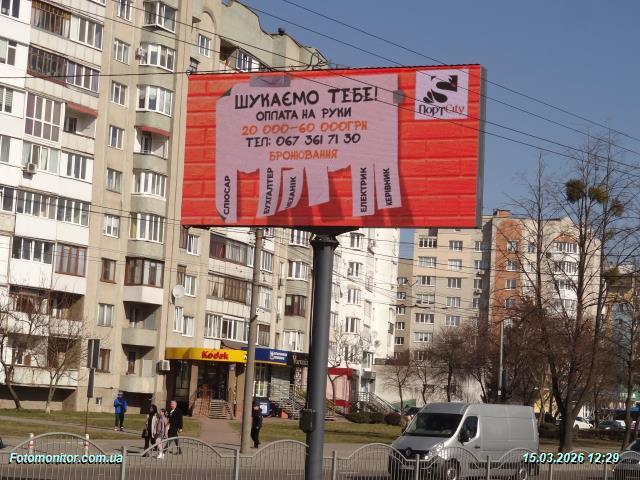 ШУКАЄМО ТЕБЕ!
ОПЛАТА НА РУКИ
20 000-60 000ГРН
ТЕЛ: 067 361 71 30
БРОНЮВАННЯ
СЛЮСАР
БУХГАЛТЕР
МЕХАНІК
ЕЛЕКТРИК
КЕРІВНИК
ПортCity
Kodak
Fotomonitor.com.ua
15.03.2026 12:29